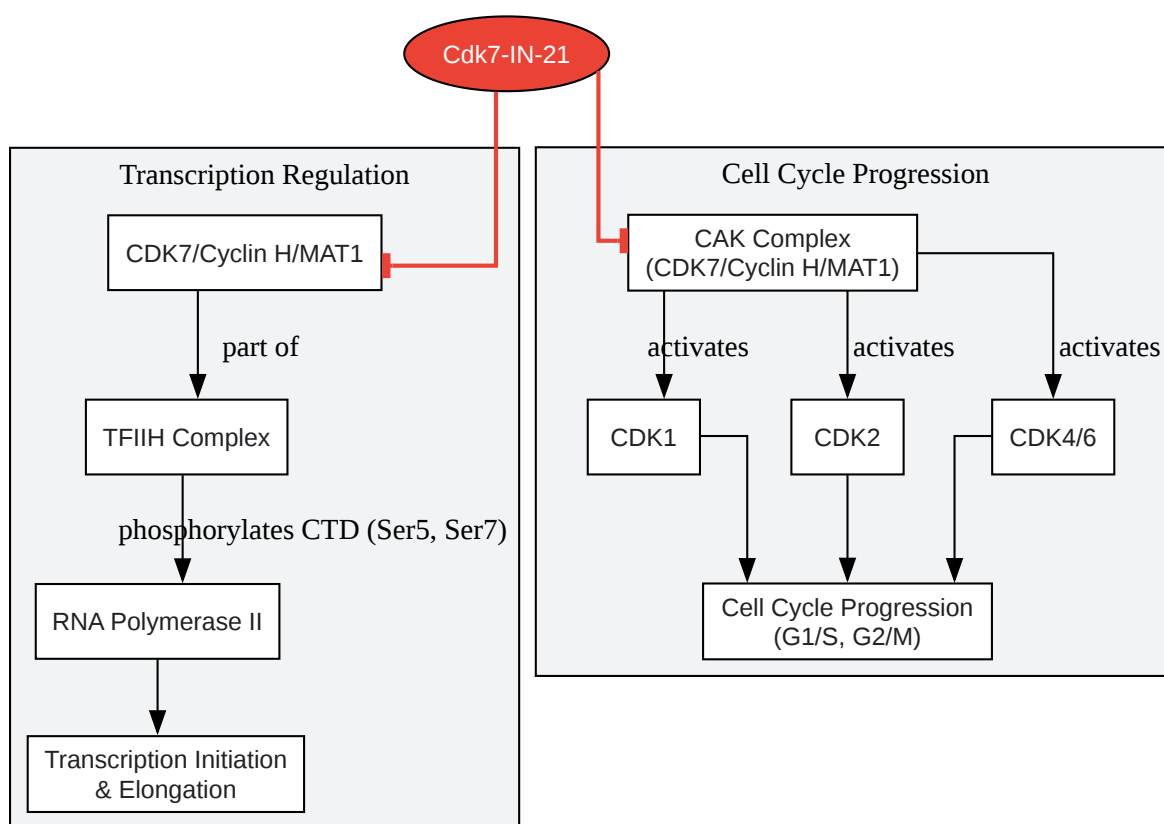 Cdk7-IN-21
Transcription Regulation
CDK7/Cyclin H/MAT1
part of
TFIIH Complex
phosphorylates CTD (Ser5, Ser7)
RNA Polymerase II
Transcription Initiation
& Elongation
Cell Cycle Progression
CAK Complex
(CDK7/Cyclin H/MAT1)
activates
activates
activates
CDK1
CDK2
CDK4/6
Cell Cycle Progression
(G1/S, G2/M)